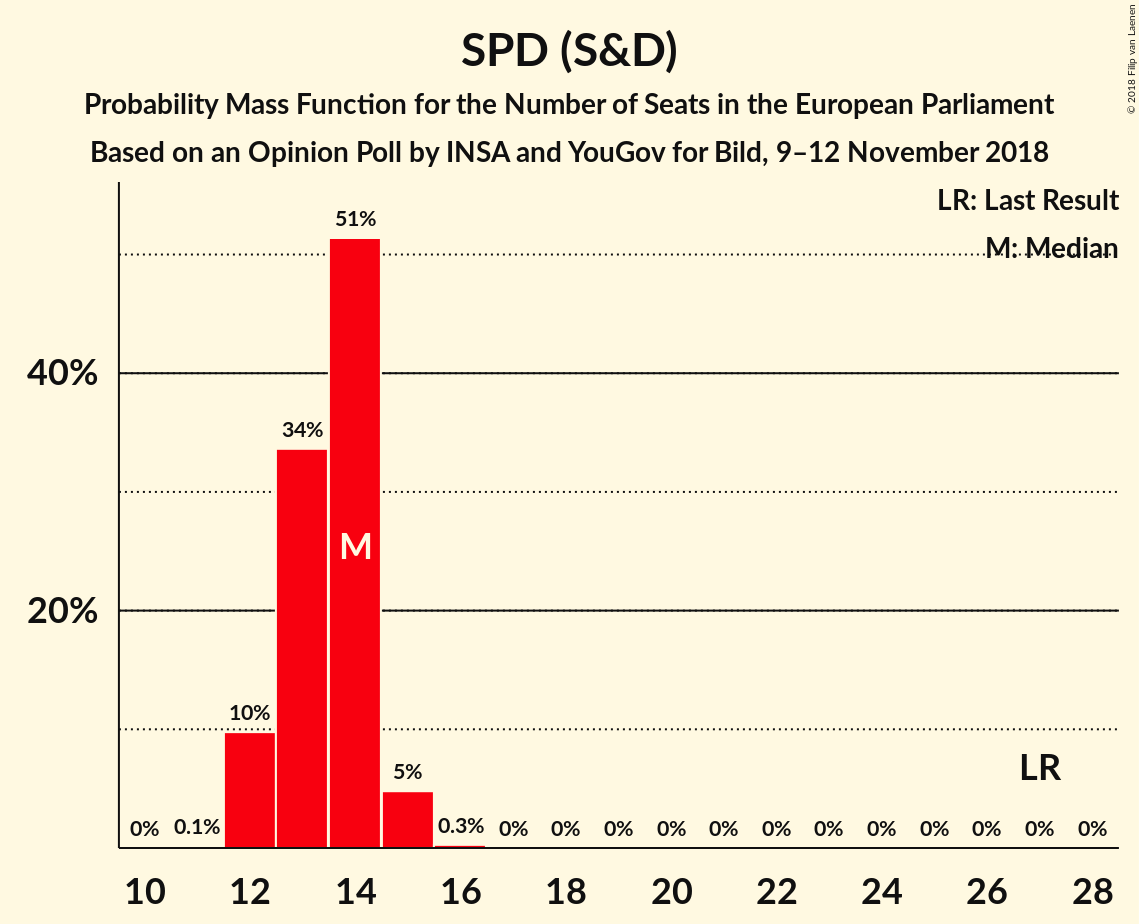 SPD (S&D)
Probability Mass Function for the Number of Seats in the European Parliament
Based on an Opinion Poll by INSA and YouGov for Bild, 9–12 November 2018
© 2018 Filip van Laenen
LR: Last Result
M: Median
51%
40%
34%
M
20%
10%
5%
LR
0% 0.1% 0.3% 0% 0% 0% 0% 0% 0% 0% 0% 0% 0% 0% 0%
10 12 14 16 18 20 22 24 26 28